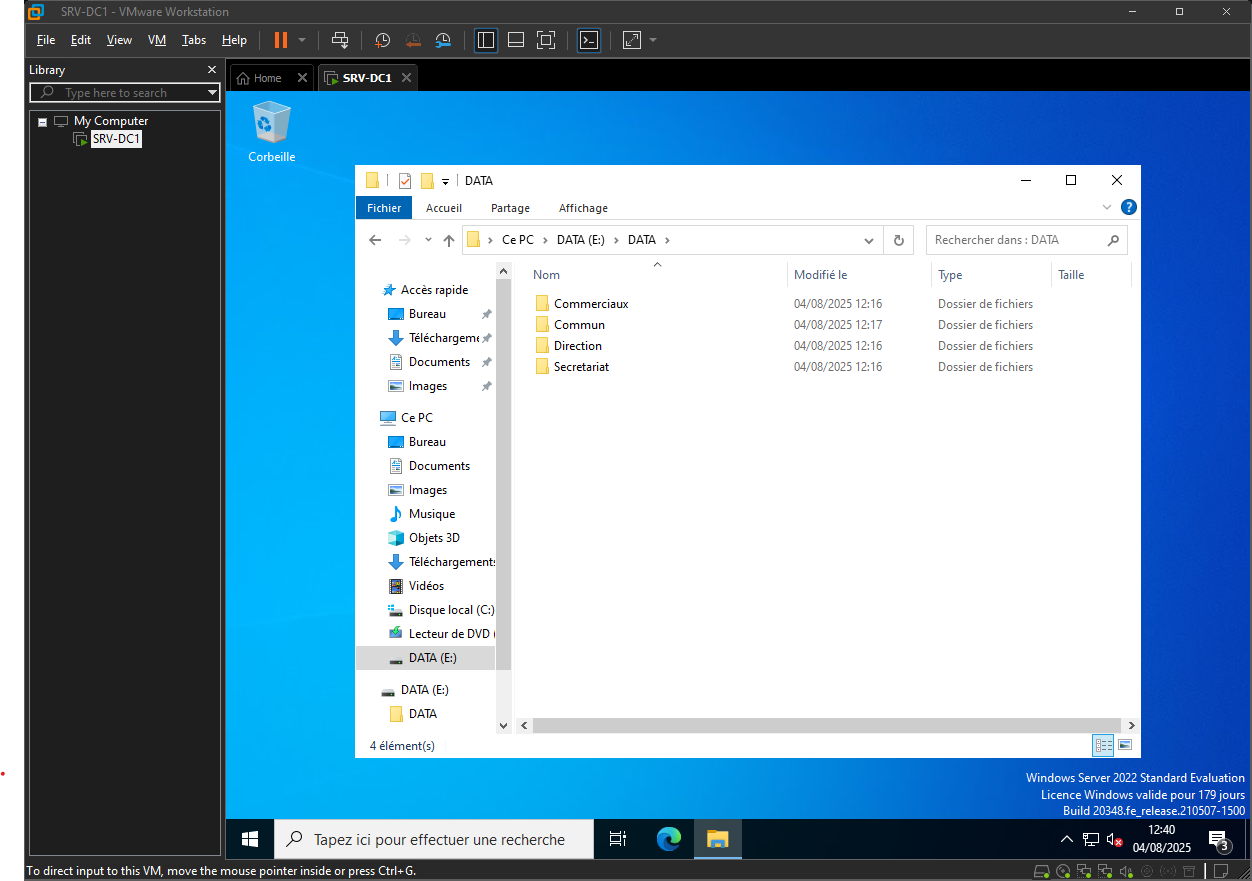 SRV-DC1 - VMware Workstation
File Edit View VM Tabs Help
Library
Home SRV-DC1
Type here to search
My Computer
SRV-DC1
Corbeille
DATA
Fichier Accueil Partage Affichage
Ce PC DATA (E:) DATA
Rechercher dans : DATA
Nom Modifié le Type Taille
Commerciaux 04/08/2025 12:16 Dossier de fichiers
Commun 04/08/2025 12:17 Dossier de fichiers
Direction 04/08/2025 12:16 Dossier de fichiers
Secretariat 04/08/2025 12:16 Dossier de fichiers
Accès rapide
Bureau
Téléchargeme
Documents
Images
Ce PC
Bureau
Documents
Images
Musique
Objets 3D
Téléchargements
Vidéos
Disque local (C:)
Lecteur de DVD (
DATA (E:)
DATA (E:)
DATA
4 élément(s)
Windows Server 2022 Standard Evaluation
Licence Windows valide pour 179 jours
Build 20348.fe_release.210507-1500
Tapez ici pour effectuer une recherche
12:40
04/08/2025
3
To direct input to this VM, move the mouse pointer inside or press Ctrl+G.